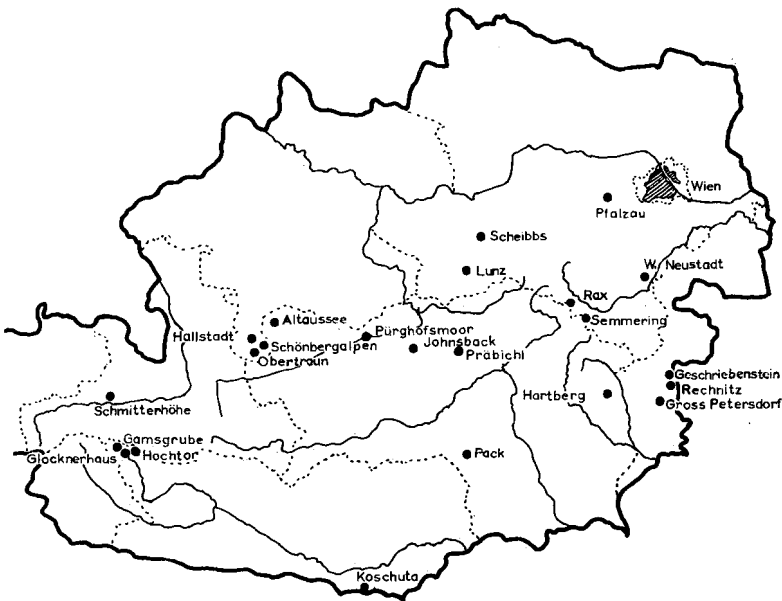 Wien
Pfalzau
Scheibbs
Lunz
W. Neustadt
Rax
Semmering
Altaussee
Hallstadt
Schönbergalpen
Obertraun
Pürghofsmoor
Johnsback
Präbichl
Geschriebenstein
Rechnitz
Gross Petersdorf
Hartberg
Schmitterhöhe
Gamsgrube
Glocknerhaus
Hochtor
Pack
Koschuta